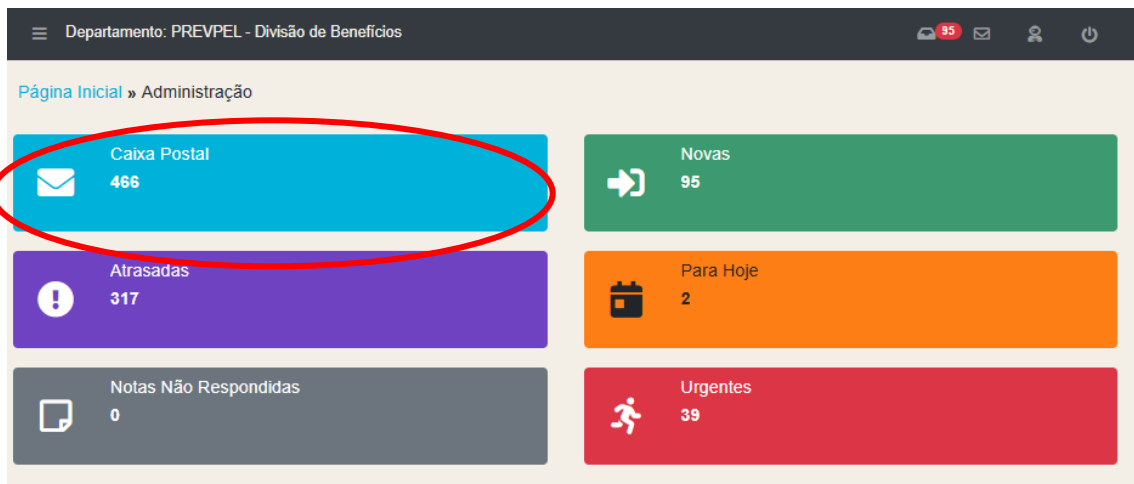 Departamento: PREVPEL - Divisão de Benefícios
95
Página Inicial » Administração
Caixa Postal
466
Novas
95
Atrasadas
317
Para Hoje
2
Notas Não Respondidas
0
Urgentes
39